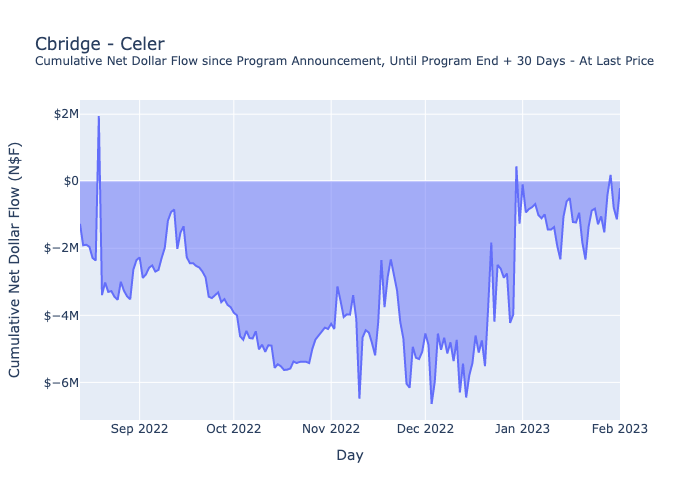 Cbridge - Celer
Cumulative Net Dollar Flow since Program Announcement, Until Program End + 30 Days - At Last Price
Cumulative Net Dollar Flow (N$F)
$2M
$0
$−2M
$−4M
$−6M
Sep 2022
Oct 2022
Nov 2022
Dec 2022
Jan 2023
Feb 2023
Day